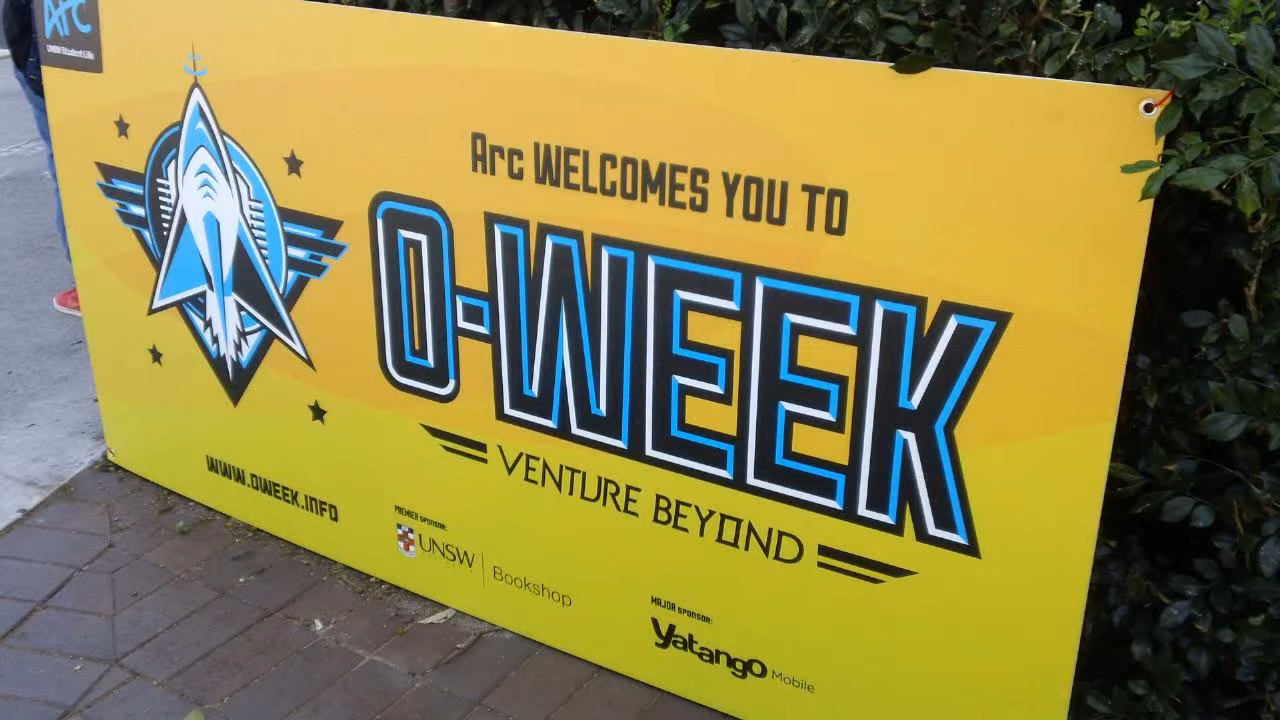 Arc
UNSW Student Life
Arc WELCOMES YOU TO
O-WEEK
VENTURE BEYOND
WWW.OWEEK.INFO
PREMIER SPONSOR:
UNSW | Bookshop
MAJOR SPONSOR:
Yatango Mobile